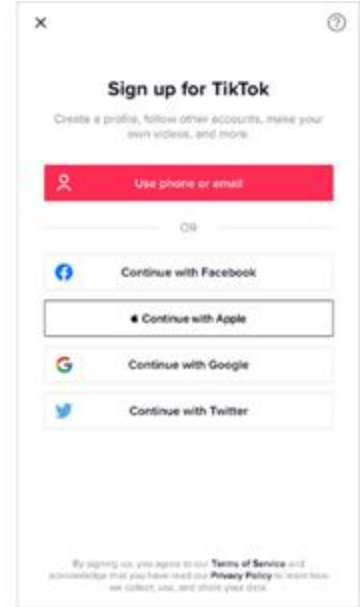 Sign up for TikTok
Create a profile, follow other accounts, make your
own videos, and more.
Use phone or email
OR
Continue with Facebook
Continue with Apple
Continue with Google
Continue with Twitter
By signing up, you agree to our Terms of Service and
acknowledge that you have read our Privacy Policy to learn how
we collect, use, and share your data.